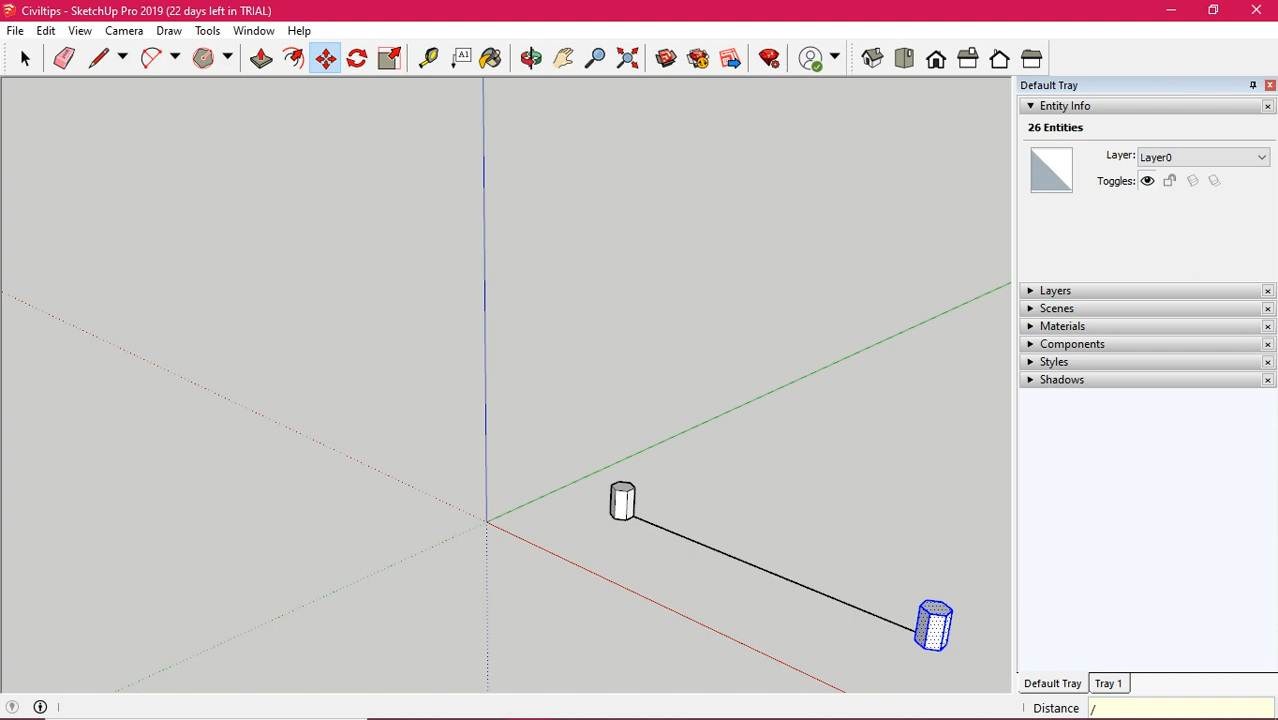 Civiltips - SketchUp Pro 2019 (22 days left in TRIAL)
File Edit View Camera Draw Tools Window Help
A1
Default Tray
Entity Info
26 Entities
Layer: Layer0
Toggles:
Layers
Scenes
Materials
Components
Styles
Shadows
Default Tray Tray 1
Distance /